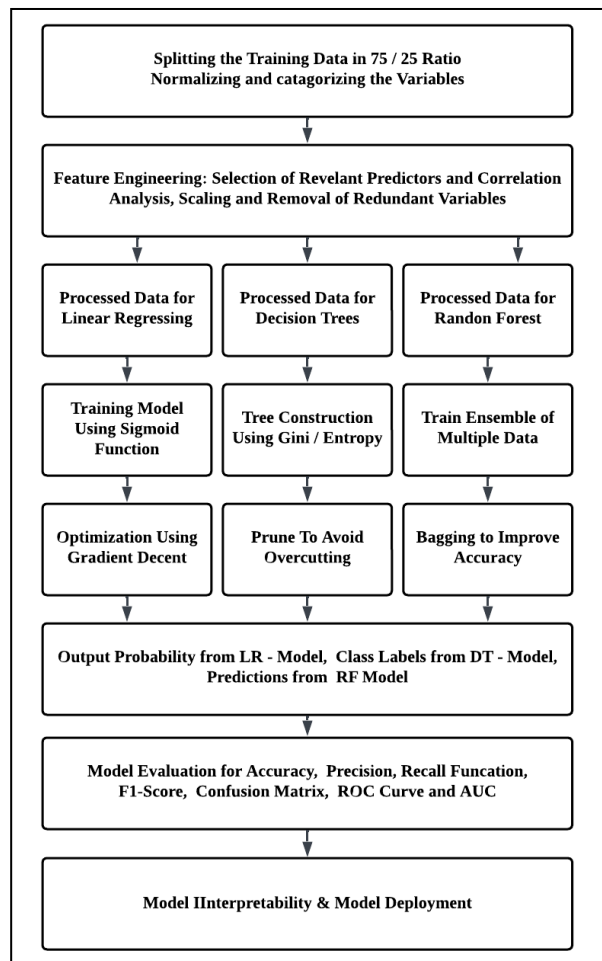 Splitting the Training Data in 75 / 25 Ratio
Normalizing and catagorizing the Variables
Feature Engineering: Selection of Revelant Predictors and Correlation
Analysis, Scaling and Removal of Redundant Variables
Processed Data for
Linear Regressing
Processed Data for
Decision Trees
Processed Data for
Randon Forest
Training Model
Using Sigmoid
Function
Tree Construction
Using Gini / Entropy
Train Ensemble of
Multiple Data
Optimization Using
Gradient Decent
Prune To Avoid
Overcutting
Bagging to Improve
Accuracy
Output Probability from LR - Model, Class Labels from DT - Model,
Predictions from RF Model
Model Evaluation for Accuracy, Precision, Recall Funcation,
F1-Score, Confusion Matrix, ROC Curve and AUC
Model IInterpretability & Model Deployment